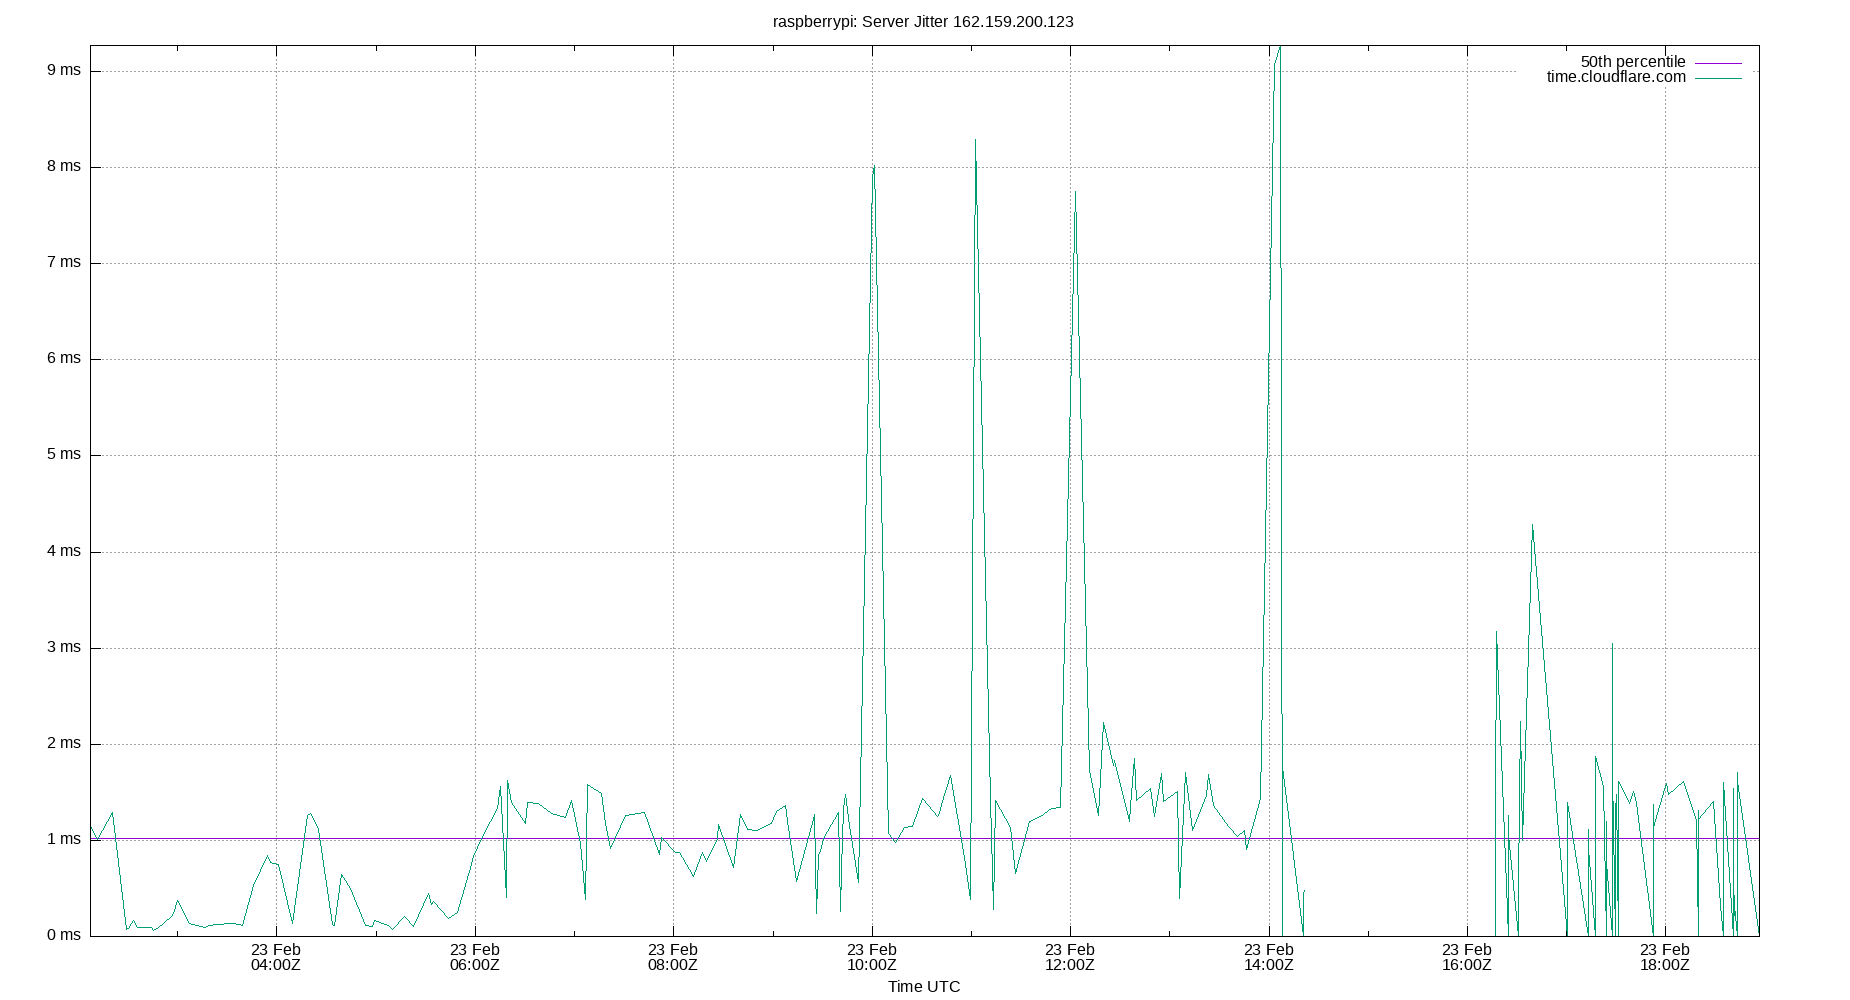 raspberrypi: Server Jitter 162.159.200.123
50th percentile
time.cloudflare.com
9 ms
8 ms
7 ms
6 ms
5 ms
4 ms
3 ms
2 ms
1 ms
0 ms
23 Feb 23 Feb 23 Feb 23 Feb 23 Feb 23 Feb 23 Feb 23 Feb
04:00Z 06:00Z 08:00Z 10:00Z 12:00Z 14:00Z 16:00Z 18:00Z
Time UTC